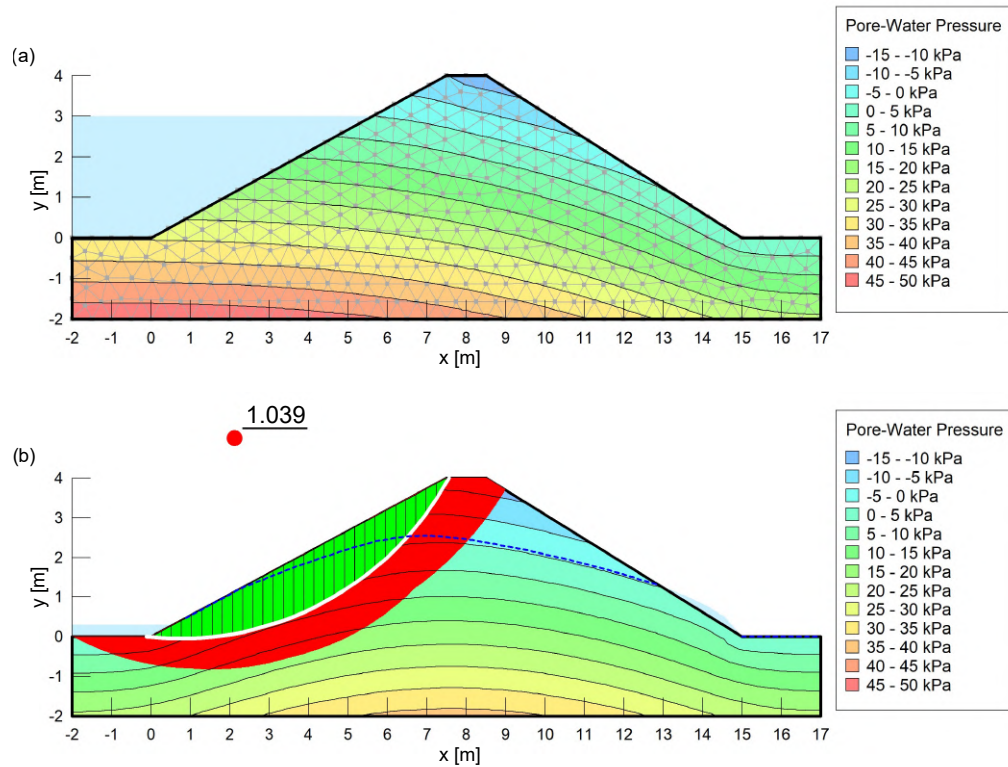 (a)
4
3
2
1
0
-1
-2
y [m]
-2 -1 0 1 2 3 4 5 6 7 8 9 10 11 12 13 14 15 16 17
x [m]
Pore-Water Pressure
-15 - -10 kPa
-10 - -5 kPa
-5 - 0 kPa
0 - 5 kPa
5 - 10 kPa
10 - 15 kPa
15 - 20 kPa
20 - 25 kPa
25 - 30 kPa
30 - 35 kPa
35 - 40 kPa
40 - 45 kPa
45 - 50 kPa
1.039
(b)
4
3
2
1
0
-1
-2
y [m]
-2 -1 0 1 2 3 4 5 6 7 8 9 10 11 12 13 14 15 16 17
x [m]
Pore-Water Pressure
-15 - -10 kPa
-10 - -5 kPa
-5 - 0 kPa
0 - 5 kPa
5 - 10 kPa
10 - 15 kPa
15 - 20 kPa
20 - 25 kPa
25 - 30 kPa
30 - 35 kPa
35 - 40 kPa
40 - 45 kPa
45 - 50 kPa